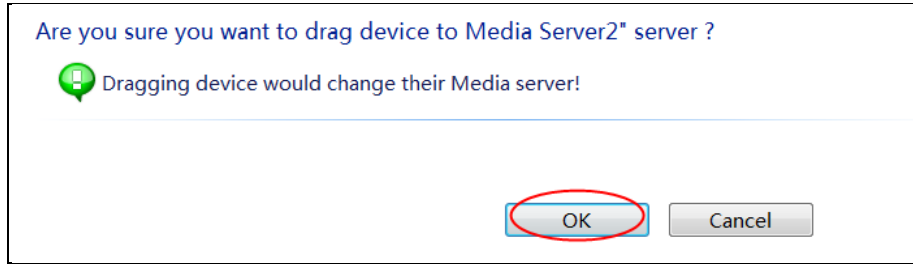 Are you sure you want to drag device to Media Server2" server ?
Dragging device would change their Media server!
OK Cancel